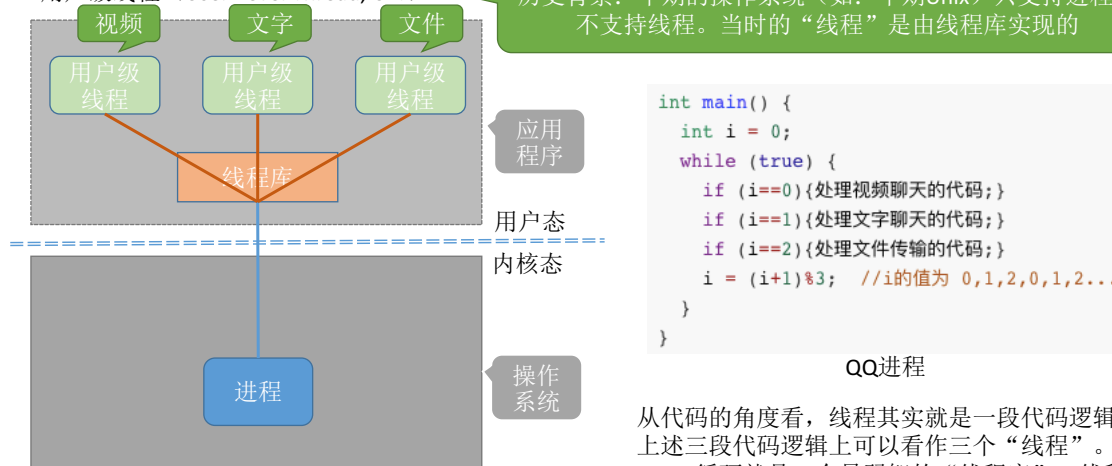 历史背景：早期的操作系统（如：早期Unix）只支持进程
不支持线程。当时的“线程”是由线程库实现的
视频
文字
文件
用户级
线程
用户级
线程
用户级
线程
应用
程序
线程库
用户态
内核态
进程
操作
系统
int main() {
int i = 0;
while (true) {
if (i==0){处理视频聊天的代码;}
if (i==1){处理文字聊天的代码;}
if (i==2){处理文件传输的代码;}
i = (i+1)%3; //i的值为 0,1,2,0,1,2...
}
}
QQ进程
从代码的角度看，线程其实就是一段代码逻辑
上述三段代码逻辑上可以看作三个“线程”。